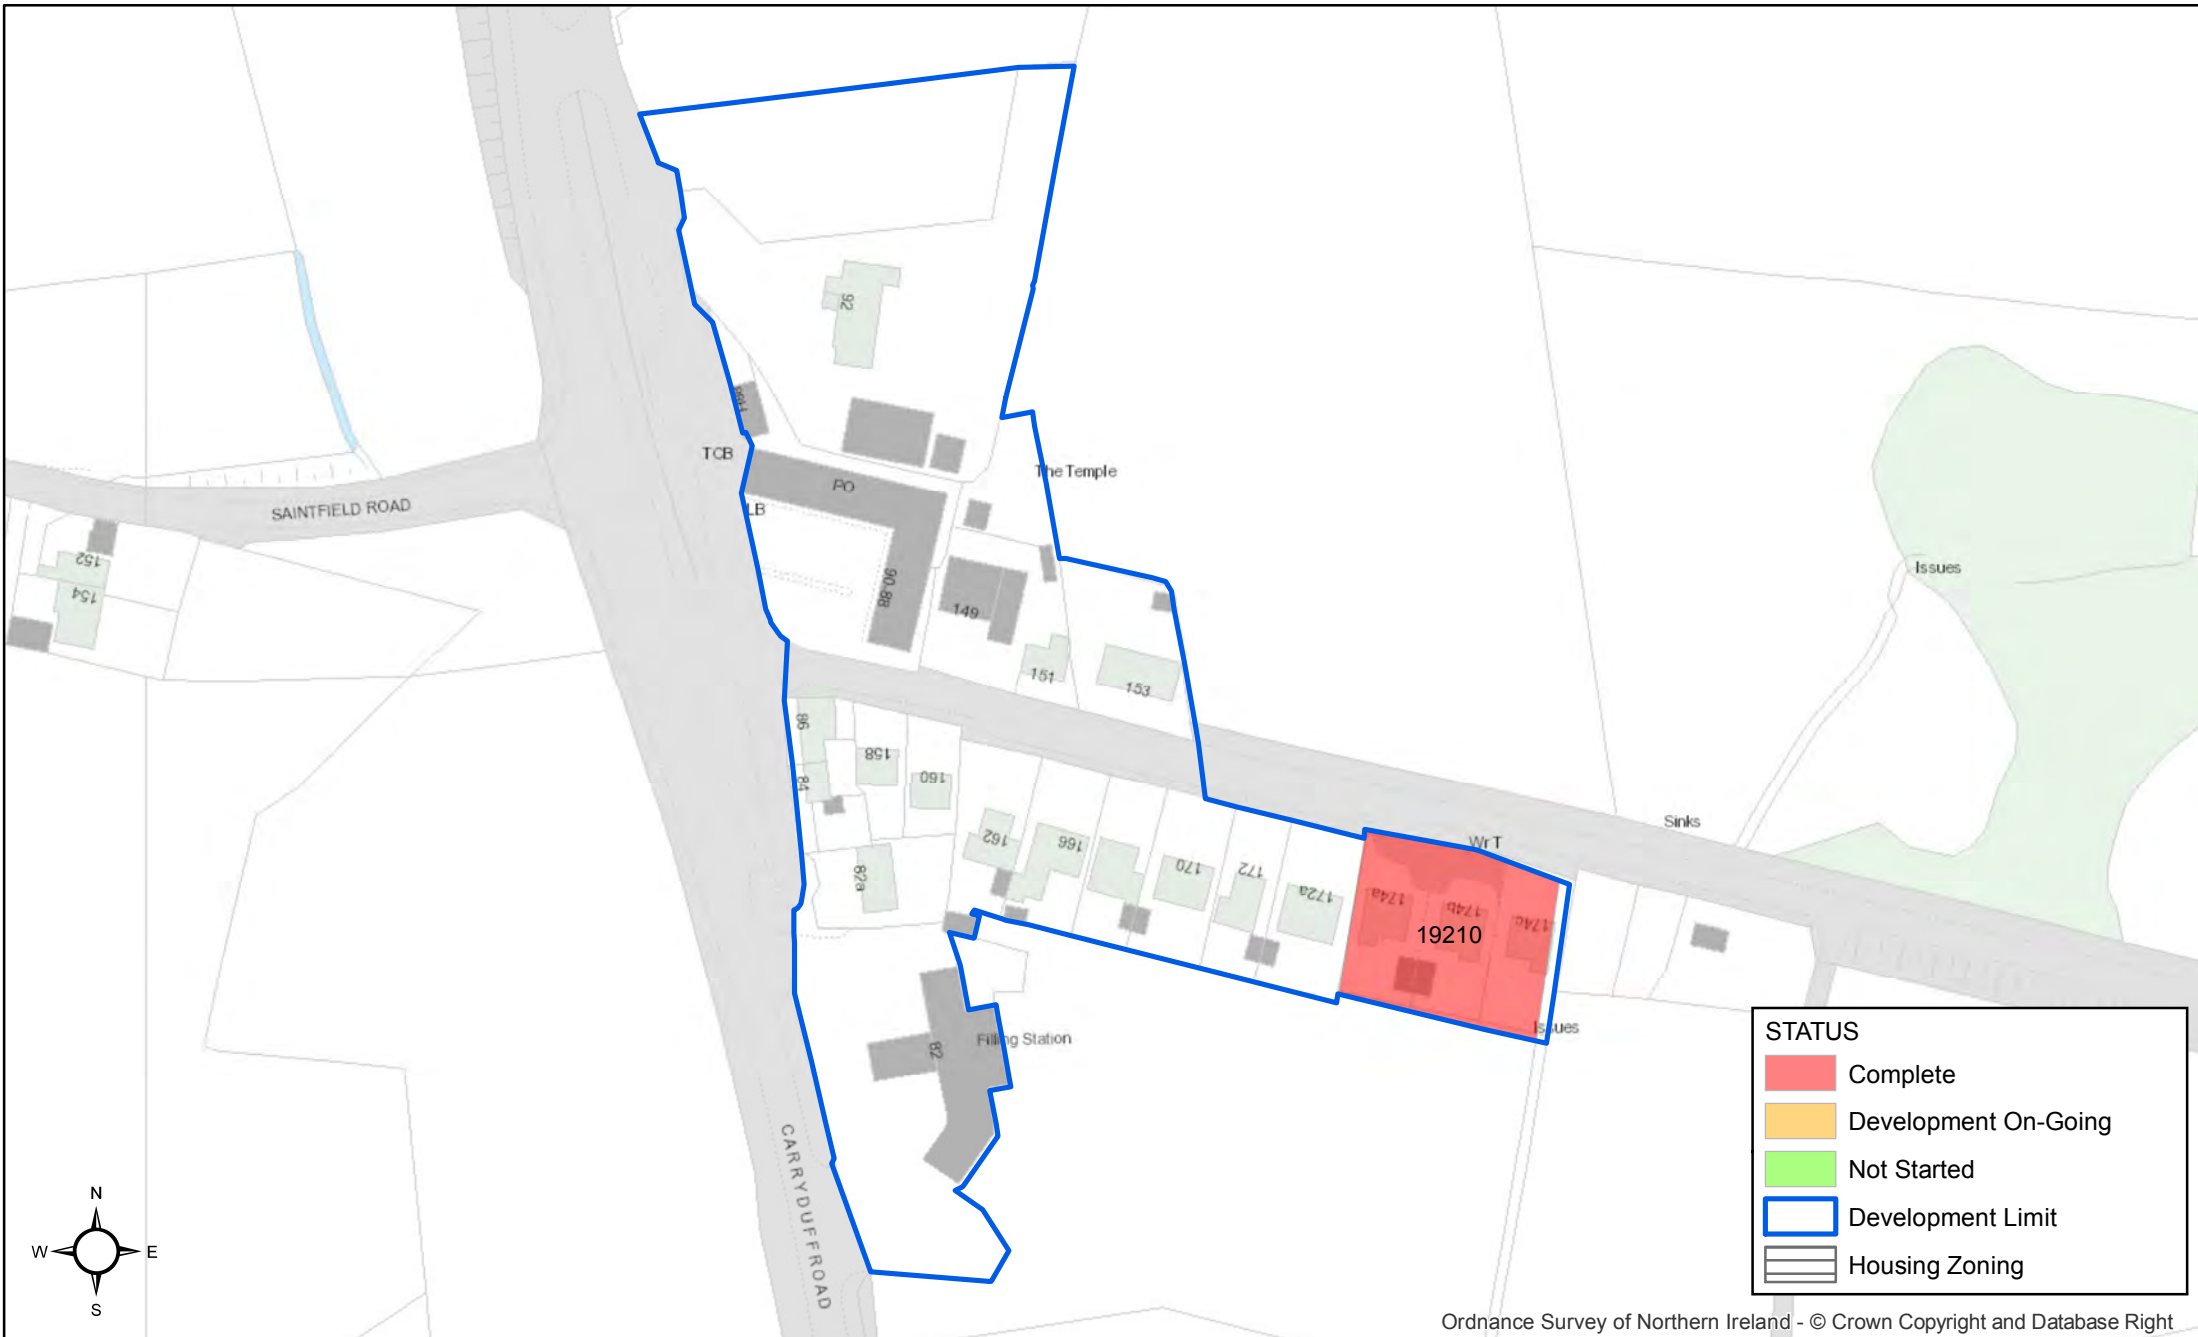 92
98H
TCB
PO
LB
The Temple
SAINTFIELD ROAD
152
154
90,88
149
151
153
Issues
86
84
158
160
82a
162
166
170
172
172a
Wr T
Sinks
174a
174b
174c
19210
Issues
82
Filling Station
CARRYDUFF ROAD
N
W
E
S
STATUS
Complete
Development On-Going
Not Started
Development Limit
Housing Zoning
Ordnance Survey of Northern Ireland - © Crown Copyright and Database Right